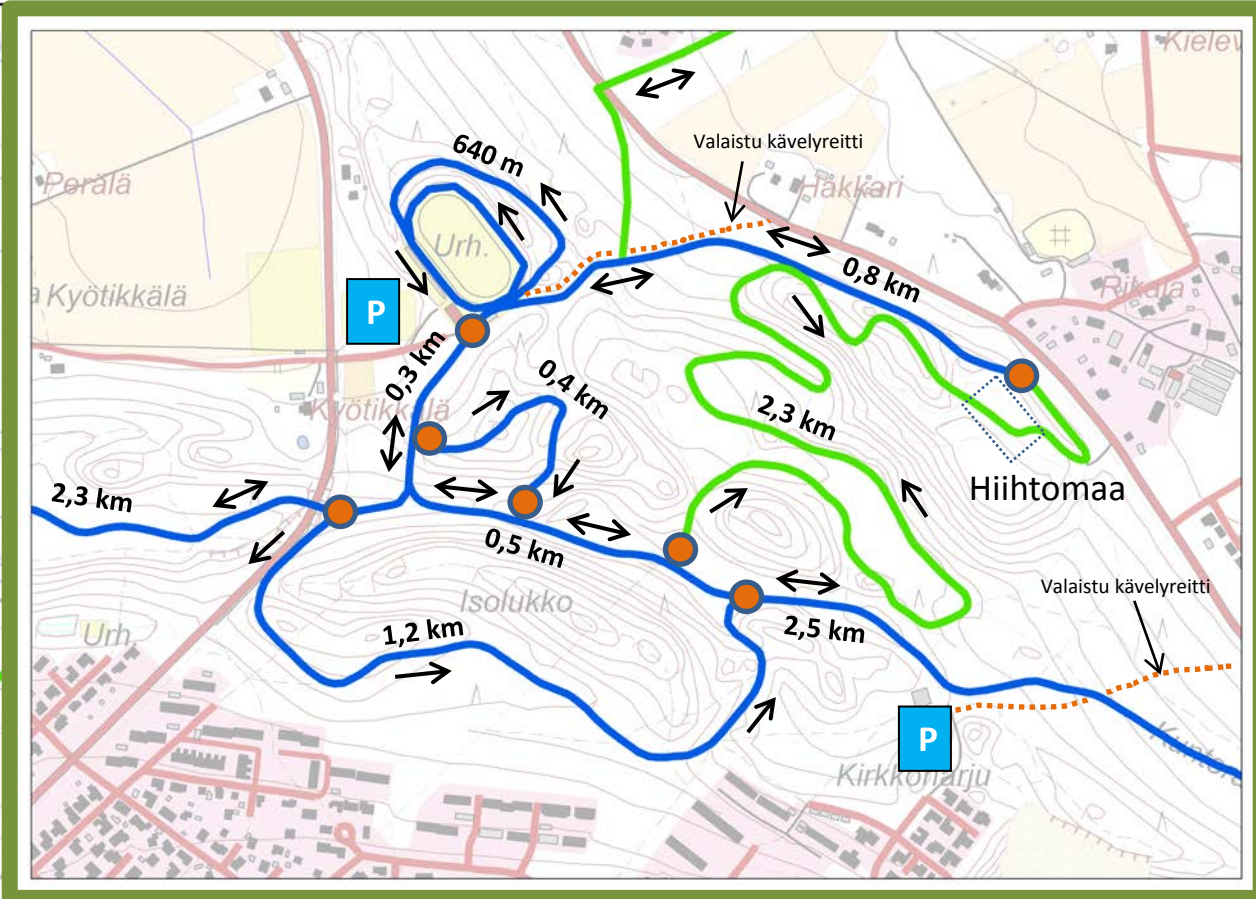 Kielev
640 m
Valaistu kävelyreitti
Perälä
Hakkari
Urh.
0,8 km
Kyötikkälä
P
Rikala
0,3 km
0,4 km
Kyötikkälä
2,3 km
Hiihtomaa
2,3 km
0,5 km
Valaistu kävelyreitti
Isolukko
Urh.
1,2 km
2,5 km
P
Kirkkoharju